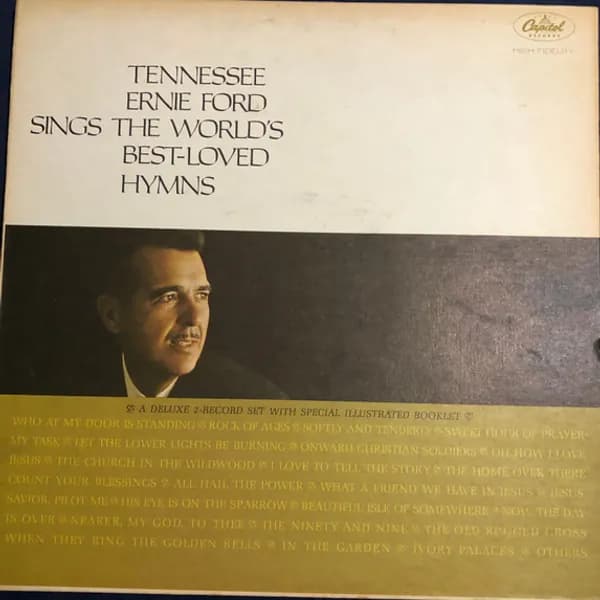 Capitol
RECORDS
HIGH FIDELITY
TENNESSEE
ERNIE FORD
SINGS THE WORLD'S
BEST-LOVED
HYMNS
A DELUXE 2-RECORD SET WITH SPECIAL ILLUSTRATED BOOKLET
WHO AT MY DOOR IS STANDING ROCK OF AGES SOFTLY AND TENDERLY SWEET HOUR OF PRAYER-
MY TASK LET THE LOWER LIGHTS BE BURNING ONWARD CHRISTIAN SOLDIERS OH, HOW I LOVE
JESUS THE CHURCH IN THE WILDWOOD I LOVE TO TELL THE STORY THE HOME OVER THERE
COUNT YOUR BLESSINGS ALL HAIL THE POWER WHAT A FRIEND WE HAVE IN JESUS JESUS,
SAVIOR, PILOT ME HIS EYE IS ON THE SPARROW BEAUTIFUL ISLE OF SOMEWHERE NOW THE DAY
IS OVER NEARER, MY GOD, TO THEE THE NINETY AND NINE THE OLD RUGGED CROSS
WHEN THEY RING THE GOLDEN BELLS IN THE GARDEN IVORY PALACES OTHERS